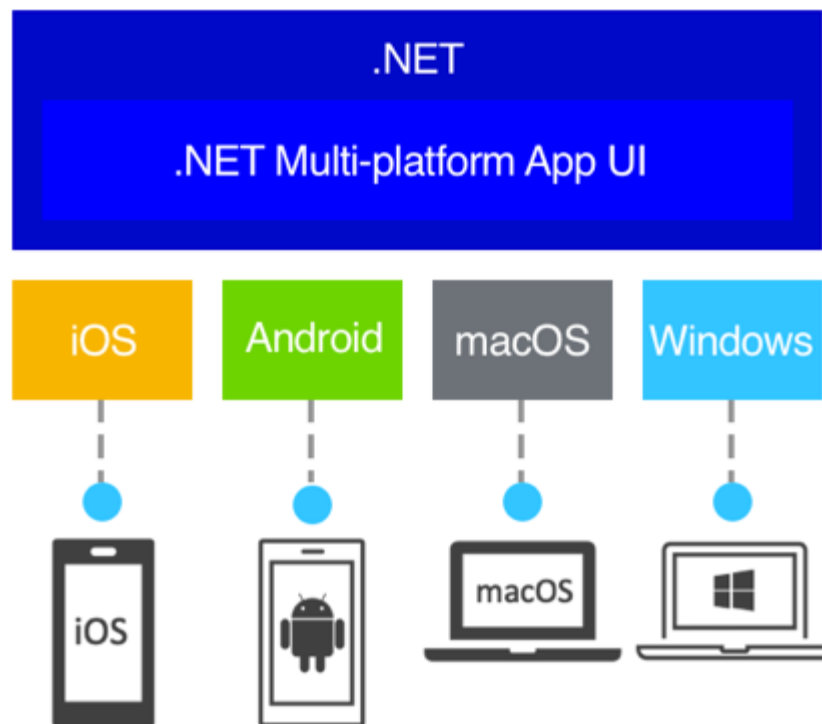 .NET
.NET Multi-platform App UI
iOS
Android
macOS
Windows
iOS
macOS